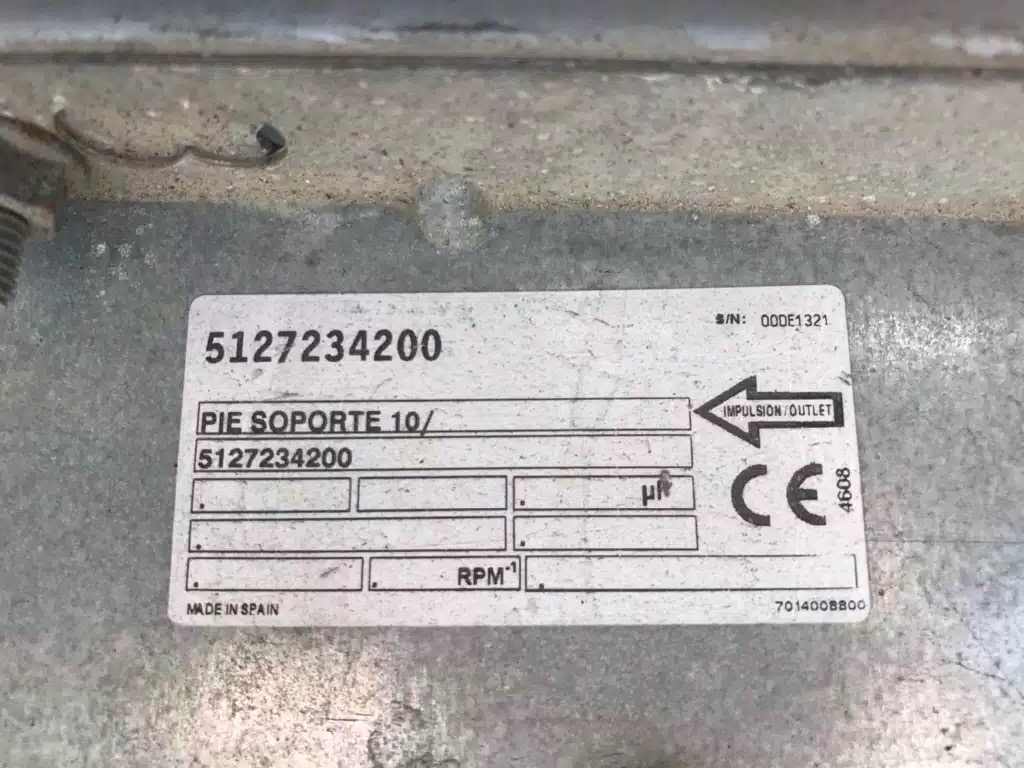 5127234200
S/N: 00DE1321
PIE SOPORTE 10/
IMPULSION/OUTLET
5127234200
µF
CE
4608
RPM-1
MADE IN SPAIN
7014008800